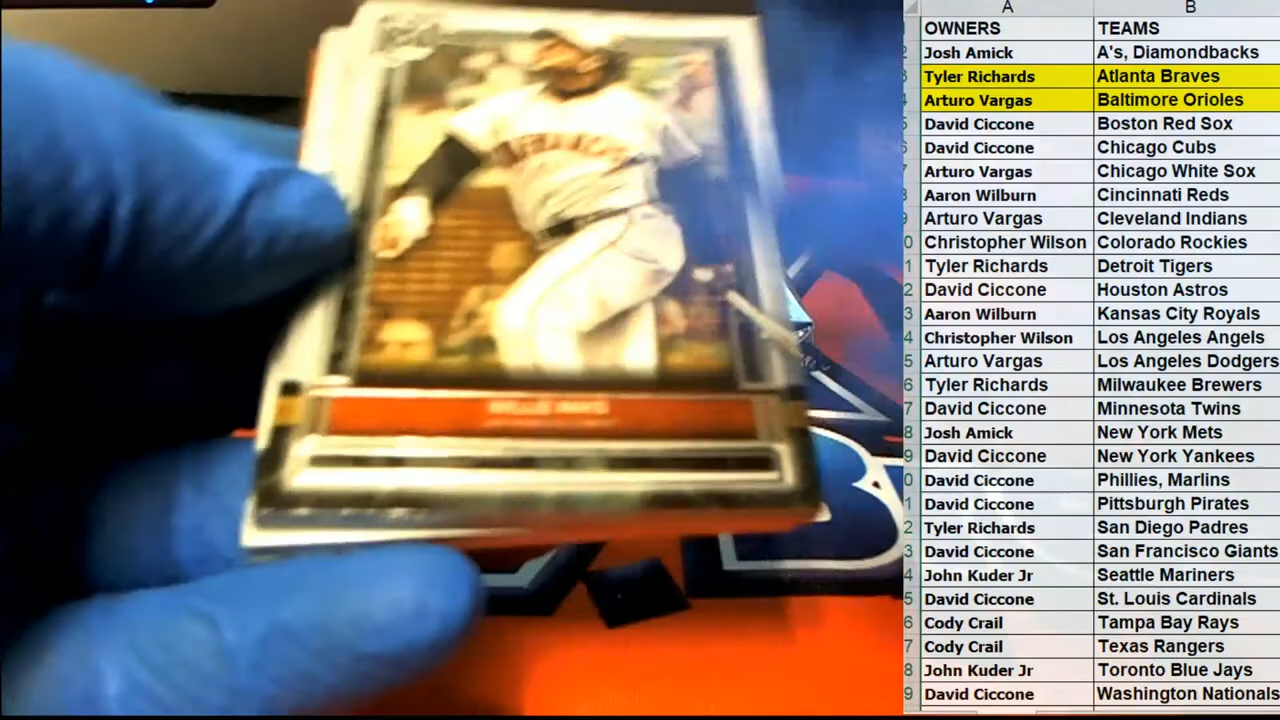 A B
OWNERS TEAMS
Josh Amick A's, Diamondbacks
Tyler Richards Atlanta Braves
Arturo Vargas Baltimore Orioles
David Ciccone Boston Red Sox
David Ciccone Chicago Cubs
Arturo Vargas Chicago White Sox
Aaron Wilburn Cincinnati Reds
Arturo Vargas Cleveland Indians
Christopher Wilson Colorado Rockies
Tyler Richards Detroit Tigers
David Ciccone Houston Astros
Aaron Wilburn Kansas City Royals
Christopher Wilson Los Angeles Angels
Arturo Vargas Los Angeles Dodgers
Tyler Richards Milwaukee Brewers
David Ciccone Minnesota Twins
Josh Amick New York Mets
David Ciccone New York Yankees
David Ciccone Phillies, Marlins
David Ciccone Pittsburgh Pirates
Tyler Richards San Diego Padres
David Ciccone San Francisco Giants
John Kuder Jr Seattle Mariners
David Ciccone St. Louis Cardinals
Cody Crail Tampa Bay Rays
Cody Crail Texas Rangers
John Kuder Jr Toronto Blue Jays
David Ciccone Washington Nationals
WILLIE MAYS